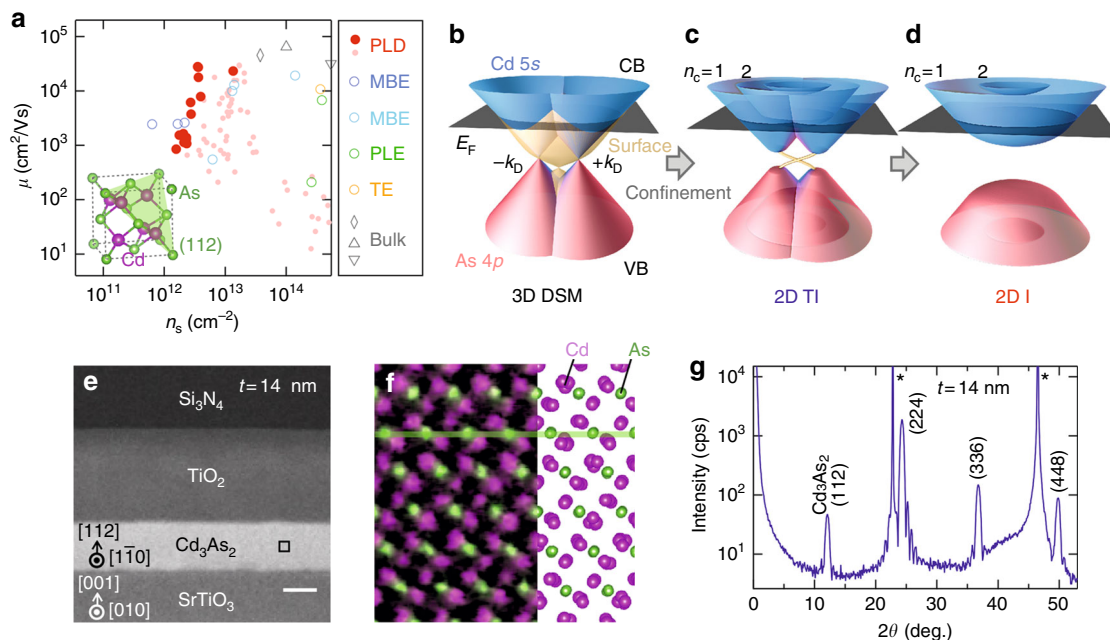 a
10⁵
10⁴
10³
10²
10¹
μ (cm²/Vs)
As
(112)
Cd
10¹¹ 10¹² 10¹³ 10¹⁴
nₛ (cm⁻²)
PLD
MBE
MBE
PLE
TE
Bulk
b
Cd 5s
CB
E_F
Surface
−k_D
+k_D
Confinement
As 4p
VB
3D DSM
c
n_c = 1 2
2D TI
d
n_c = 1 2
2D I
e
t = 14 nm
Si₃N₄
TiO₂
[112]
[11̄0]
Cd₃As₂
[001]
[010]
SrTiO₃
f
Cd
As
g
10⁴
10³
10²
10¹
Intensity (cps)
* t = 14 nm *
Cd₃As₂
(112)
(224)
(336)
(448)
0 10 20 30 40 50
2θ (deg.)